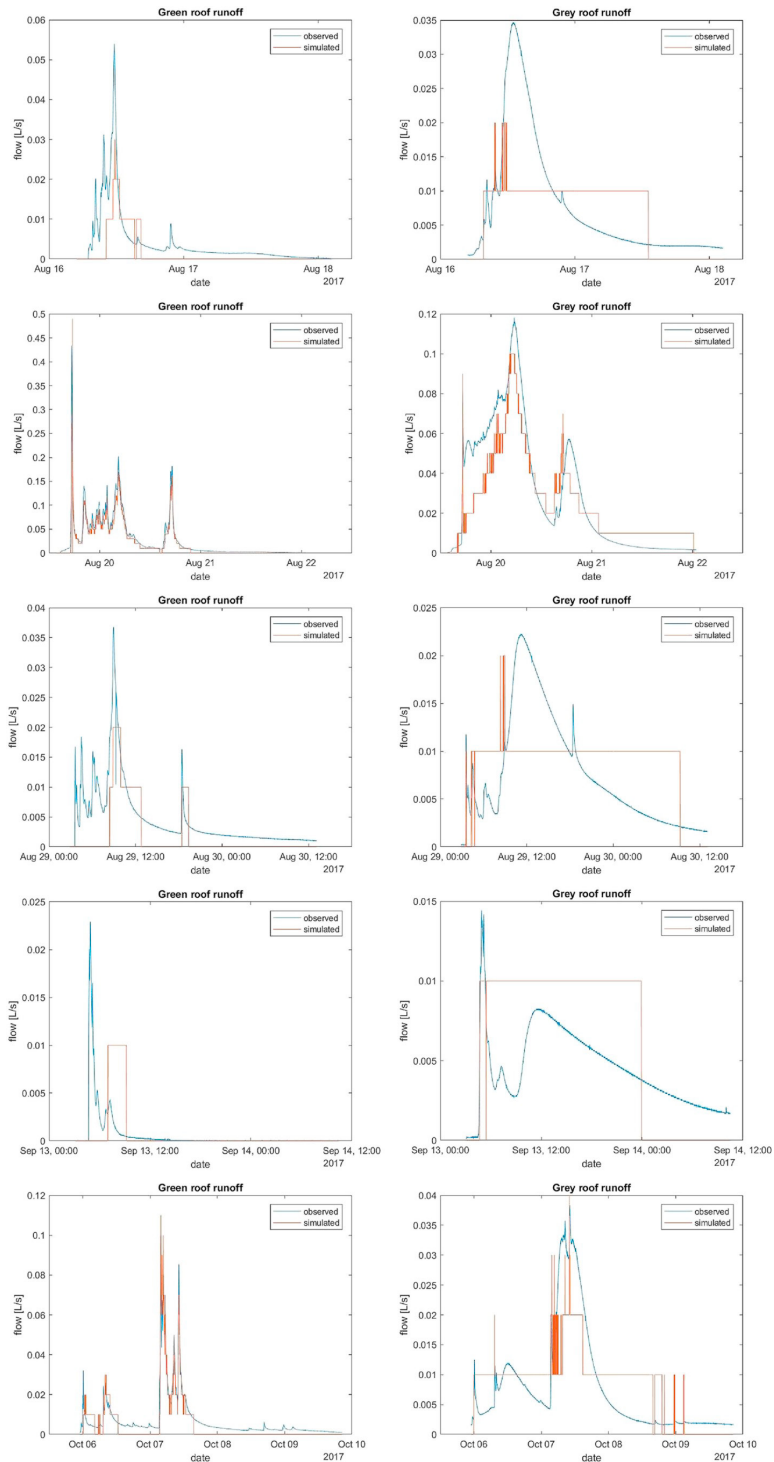 Green roof runoff
0.06
0.05
0.04
0.03
0.02
0.01
0
flow [L/s]
observed
simulated
Aug 16
Aug 17
Aug 18
date
2017
Grey roof runoff
0.035
0.03
0.025
0.02
0.015
0.01
0.005
0
flow [L/s]
observed
simulated
Aug 16
Aug 17
Aug 18
date
2017
Green roof runoff
0.5
0.45
0.4
0.35
0.3
0.25
0.2
0.15
0.1
0.05
0
flow [L/s]
observed
simulated
Aug 20
Aug 21
Aug 22
date
2017
Grey roof runoff
0.12
0.1
0.08
0.06
0.04
0.02
0
flow [L/s]
observed
simulated
Aug 20
Aug 21
Aug 22
date
2017
Green roof runoff
0.04
0.035
0.03
0.025
0.02
0.015
0.01
0.005
0
flow [L/s]
observed
simulated
Aug 29, 00:00
Aug 29, 12:00
Aug 30, 00:00
Aug 30, 12:00
date
2017
Grey roof runoff
0.025
0.02
0.015
0.01
0.005
0
flow [L/s]
observed
simulated
Aug 29, 00:00
Aug 29, 12:00
Aug 30, 00:00
Aug 30, 12:00
date
2017
Green roof runoff
0.025
0.02
0.015
0.01
0.005
0
flow [L/s]
observed
simulated
Sep 13, 00:00
Sep 13, 12:00
Sep 14, 00:00
Sep 14, 12:00
date
2017
Grey roof runoff
0.015
0.01
0.005
0
flow [L/s]
observed
simulated
Sep 13, 00:00
Sep 13, 12:00
Sep 14, 00:00
Sep 14, 12:00
date
2017
Green roof runoff
0.12
0.1
0.08
0.06
0.04
0.02
0
flow [L/s]
observed
simulated
Oct 06
Oct 07
Oct 08
Oct 09
Oct 10
date
2017
Grey roof runoff
0.04
0.035
0.03
0.025
0.02
0.015
0.01
0.005
0
flow [L/s]
observed
simulated
Oct 06
Oct 07
Oct 08
Oct 09
Oct 10
date
2017